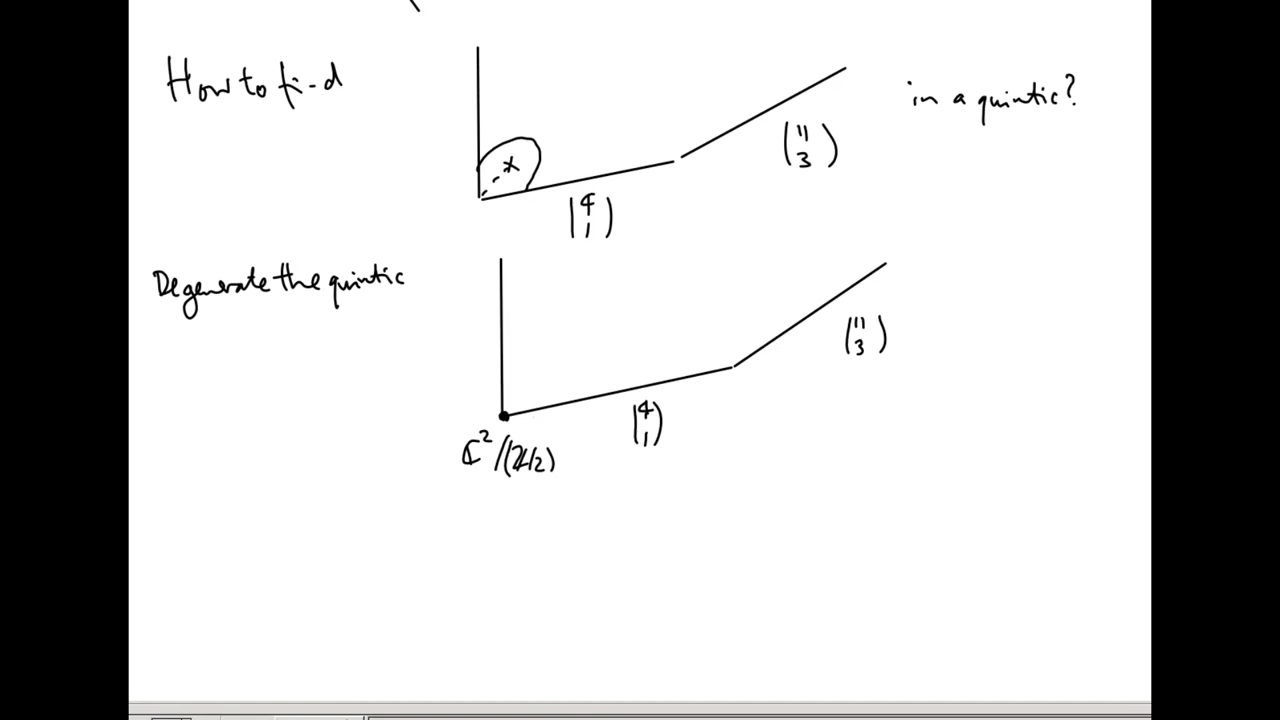 How to find
in a quintic?
x
(4 1)
(11 3)
Degenerate the quintic
(4 1)
(11 3)
ℂ²/(ℤ/2)